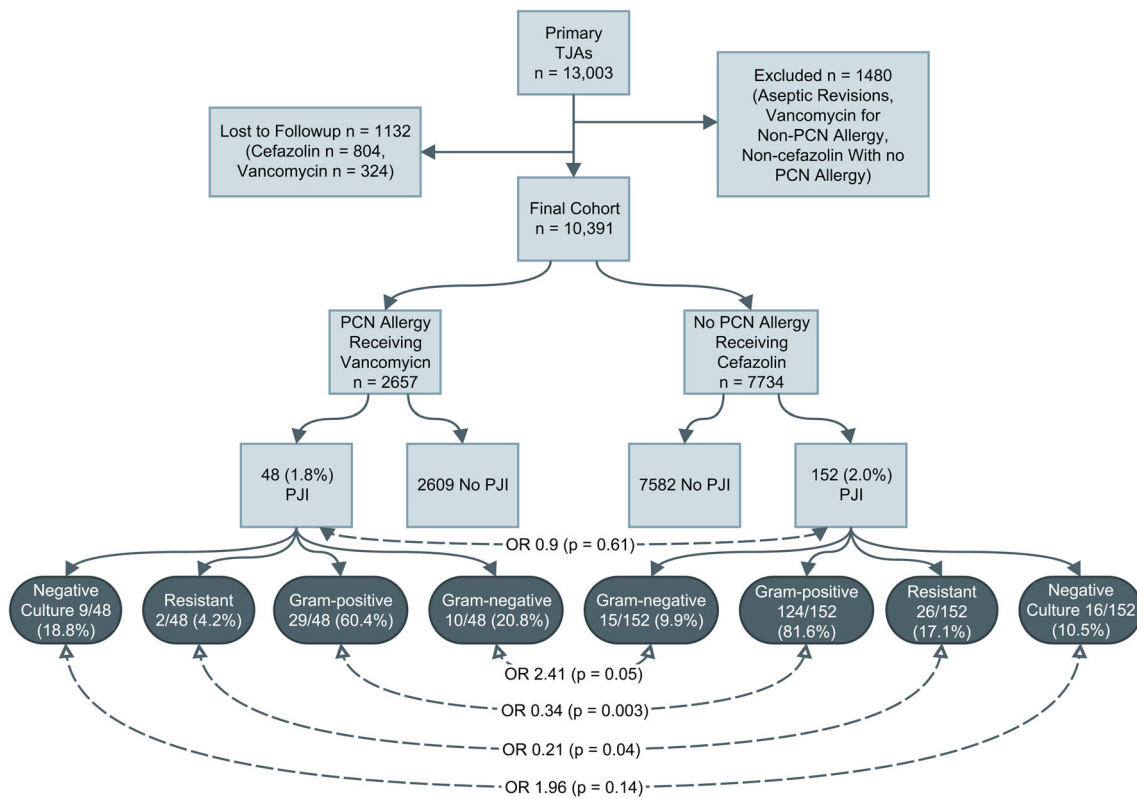 Primary
TJAs
n = 13,003
Excluded n = 1480
(Aseptic Revisions,
Vancomycin for
Non-PCN Allergy,
Non-cefazolin With no
PCN Allergy)
Lost to Followup n = 1132
(Cefazolin n = 804,
Vancomycin n = 324)
Final Cohort
n = 10,391
PCN Allergy
Receiving
Vancomyicn
n = 2657
No PCN Allergy
Receiving
Cefazolin
n = 7734
48 (1.8%)
PJI
2609 No PJI
7582 No PJI
152 (2.0%)
PJI
OR 0.9 (p = 0.61)
Negative
Culture 9/48
(18.8%)
Resistant
2/48 (4.2%)
Gram-positive
29/48 (60.4%)
Gram-negative
10/48 (20.8%)
Gram-negative
15/152 (9.9%)
Gram-positive
124/152
(81.6%)
Resistant
26/152
(17.1%)
Negative
Culture 16/152
(10.5%)
OR 2.41 (p = 0.05)
OR 0.34 (p = 0.003)
OR 0.21 (p = 0.04)
OR 1.96 (p = 0.14)